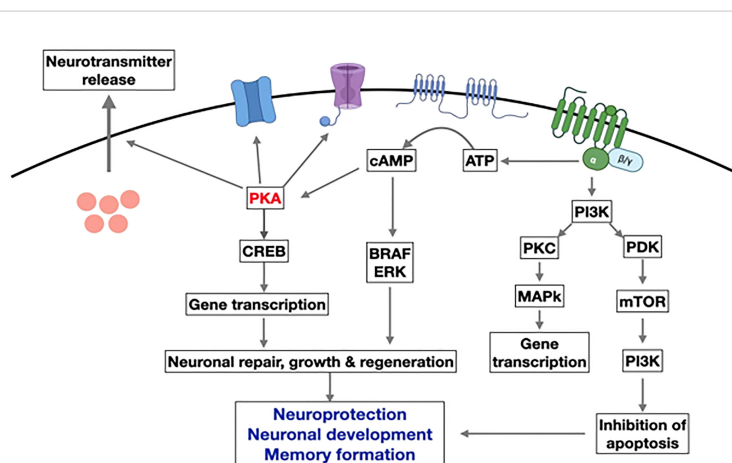 Neurotransmitter
release
cAMP
ATP
α
β/γ
PKA
PI3K
CREB
BRAF
ERK
PKC
PDK
Gene transcription
MAPk
mTOR
Gene
transcription
Neuronal repair, growth & regeneration
PI3K
Neuroprotection
Neuronal development
Memory formation
Inhibition of
apoptosis